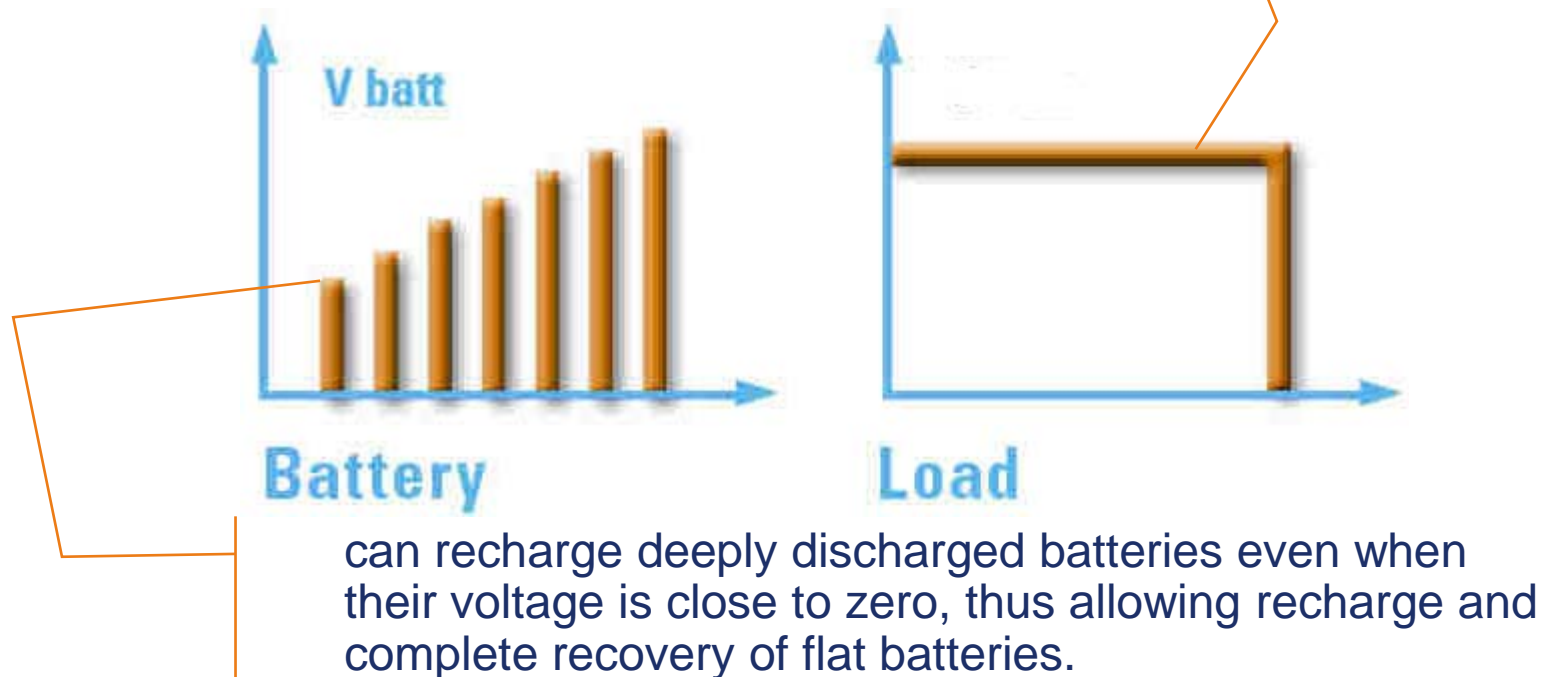 V batt
Battery
Load
can recharge deeply discharged batteries even when
their voltage is close to zero, thus allowing recharge and
complete recovery of flat batteries.